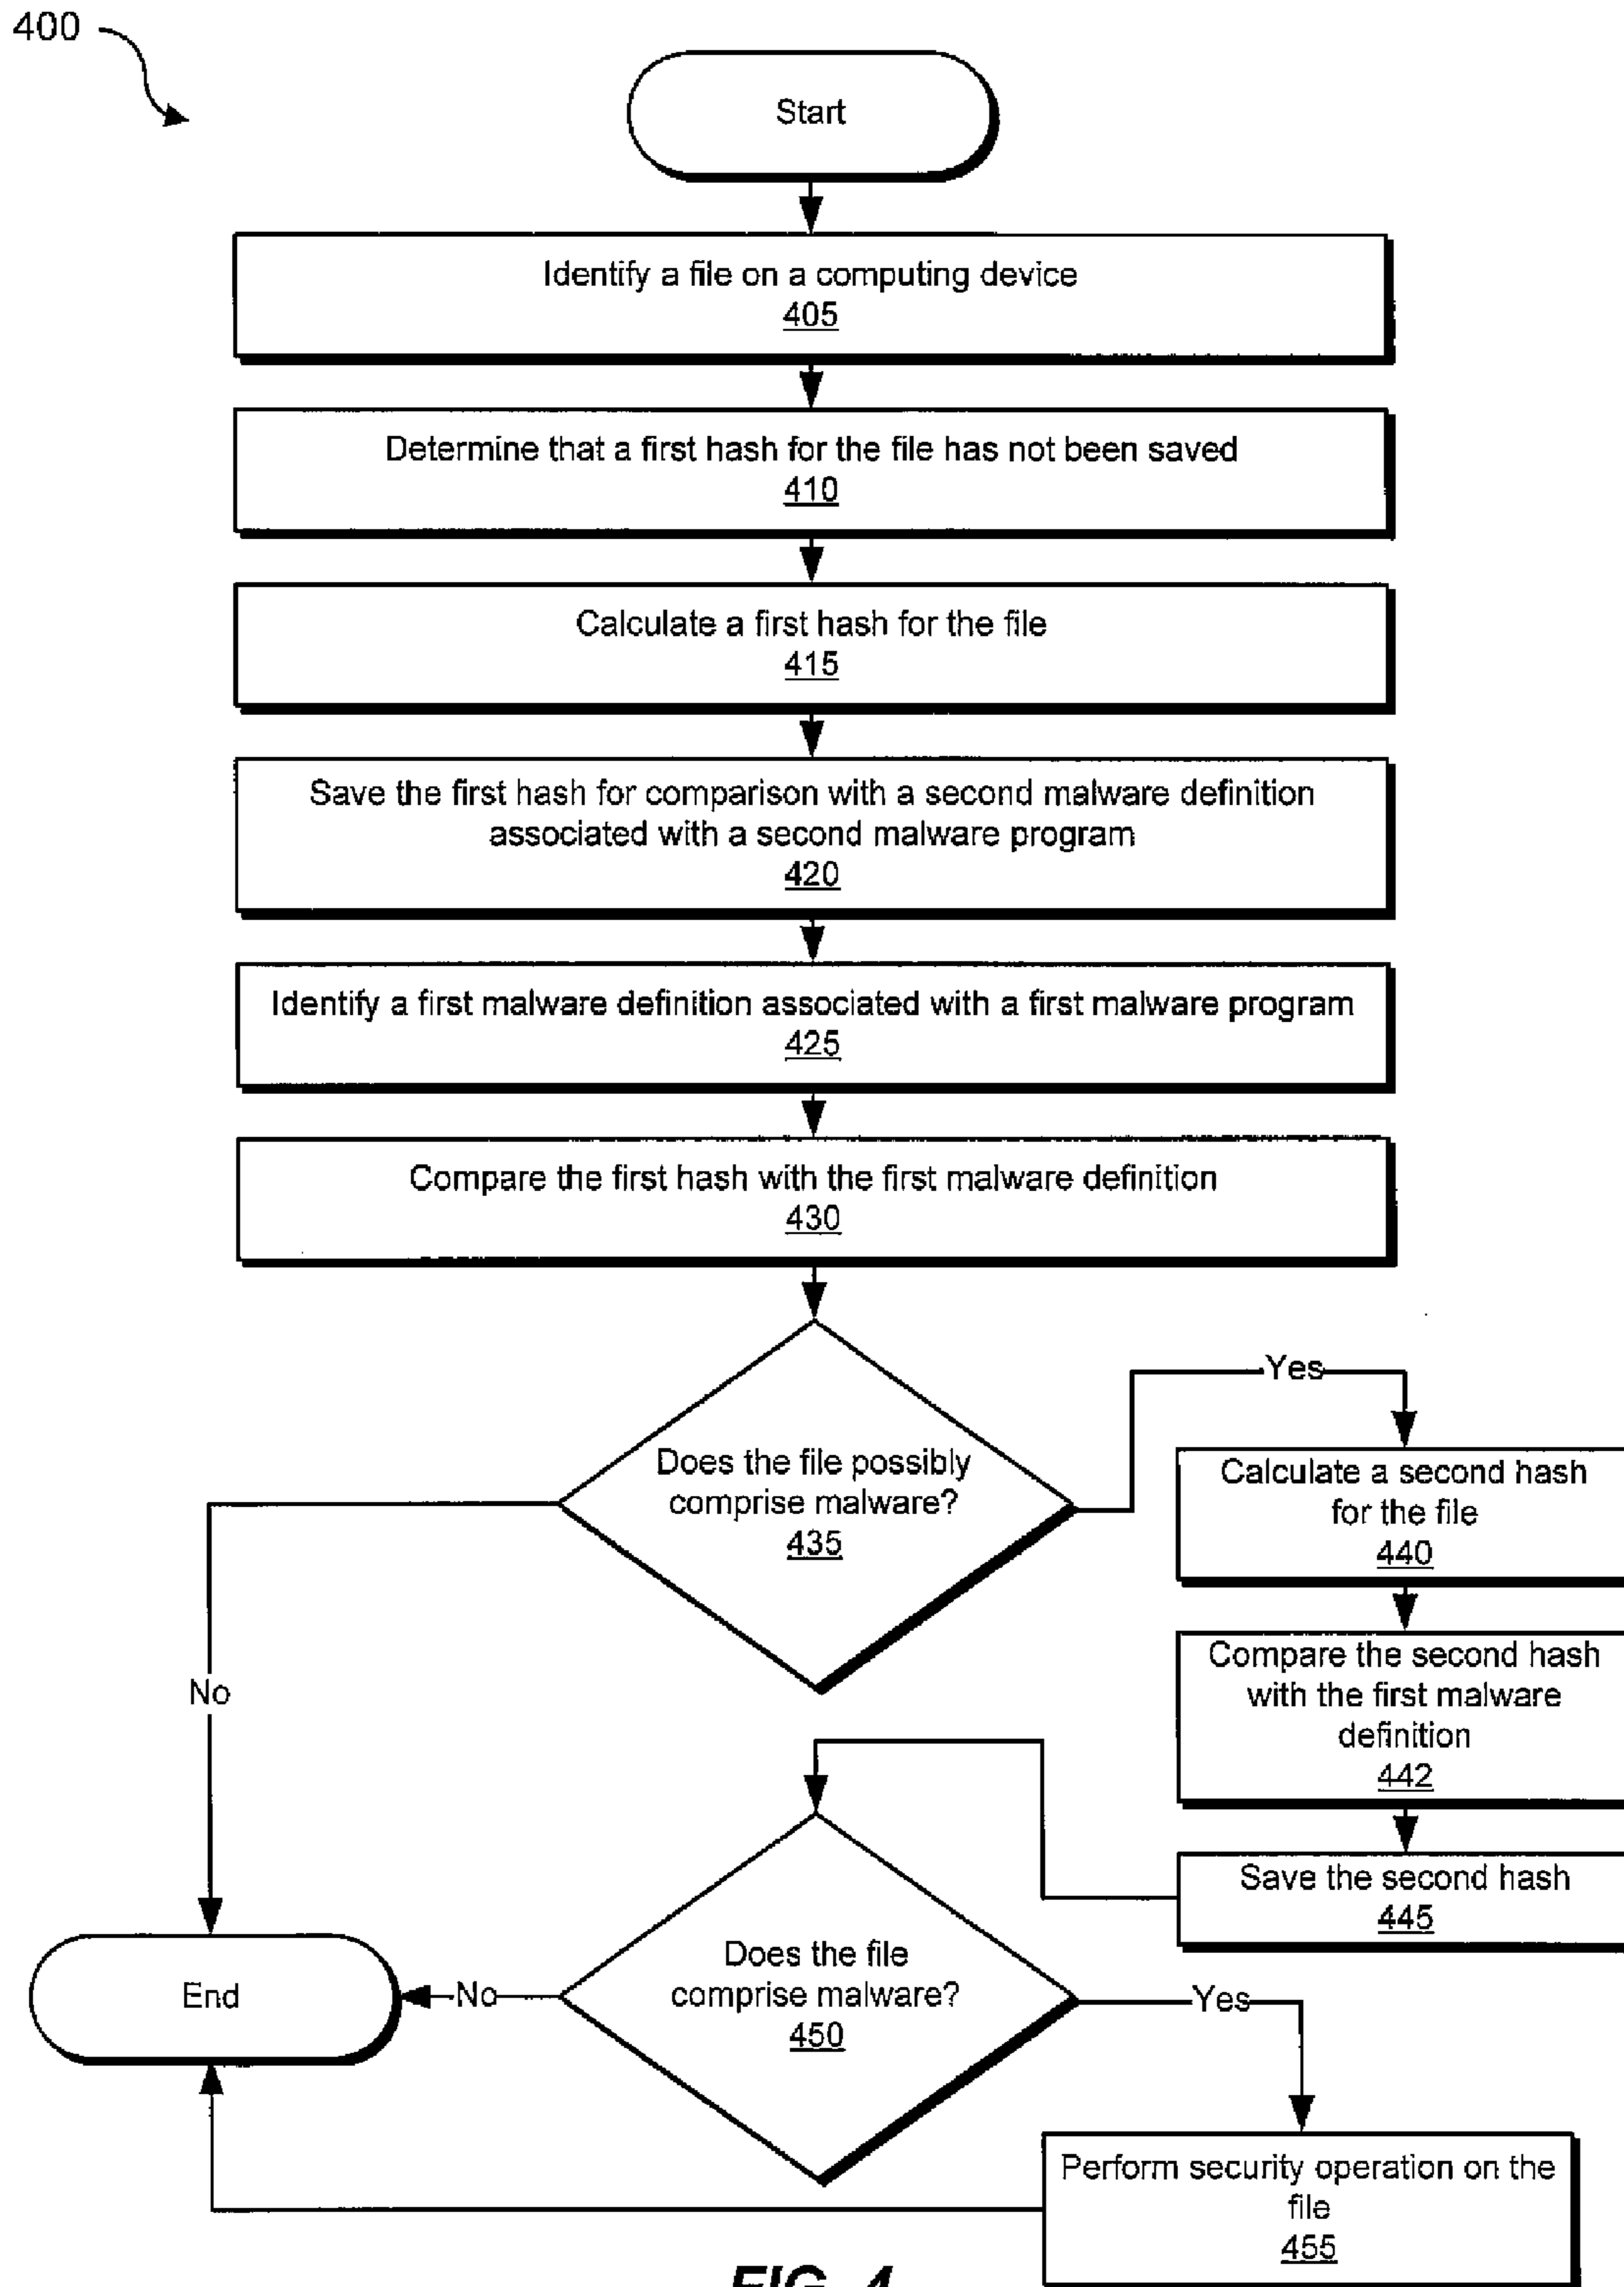 400
Start
Identify a file on a computing device
405
Determine that a first hash for the file has not been saved
410
Calculate a first hash for the file
415
Save the first hash for comparison with a second malware definition
associated with a second malware program
420
Identify a first malware definition associated with a first malware program
425
Compare the first hash with the first malware definition
430
Does the file possibly
comprise malware?
435
Yes
Calculate a second hash
for the file
440
Compare the second hash
with the first malware
definition
442
Save the second hash
445
No
Does the file
comprise malware?
450
No
End
Yes
Perform security operation on the
file
455
FIG. 4